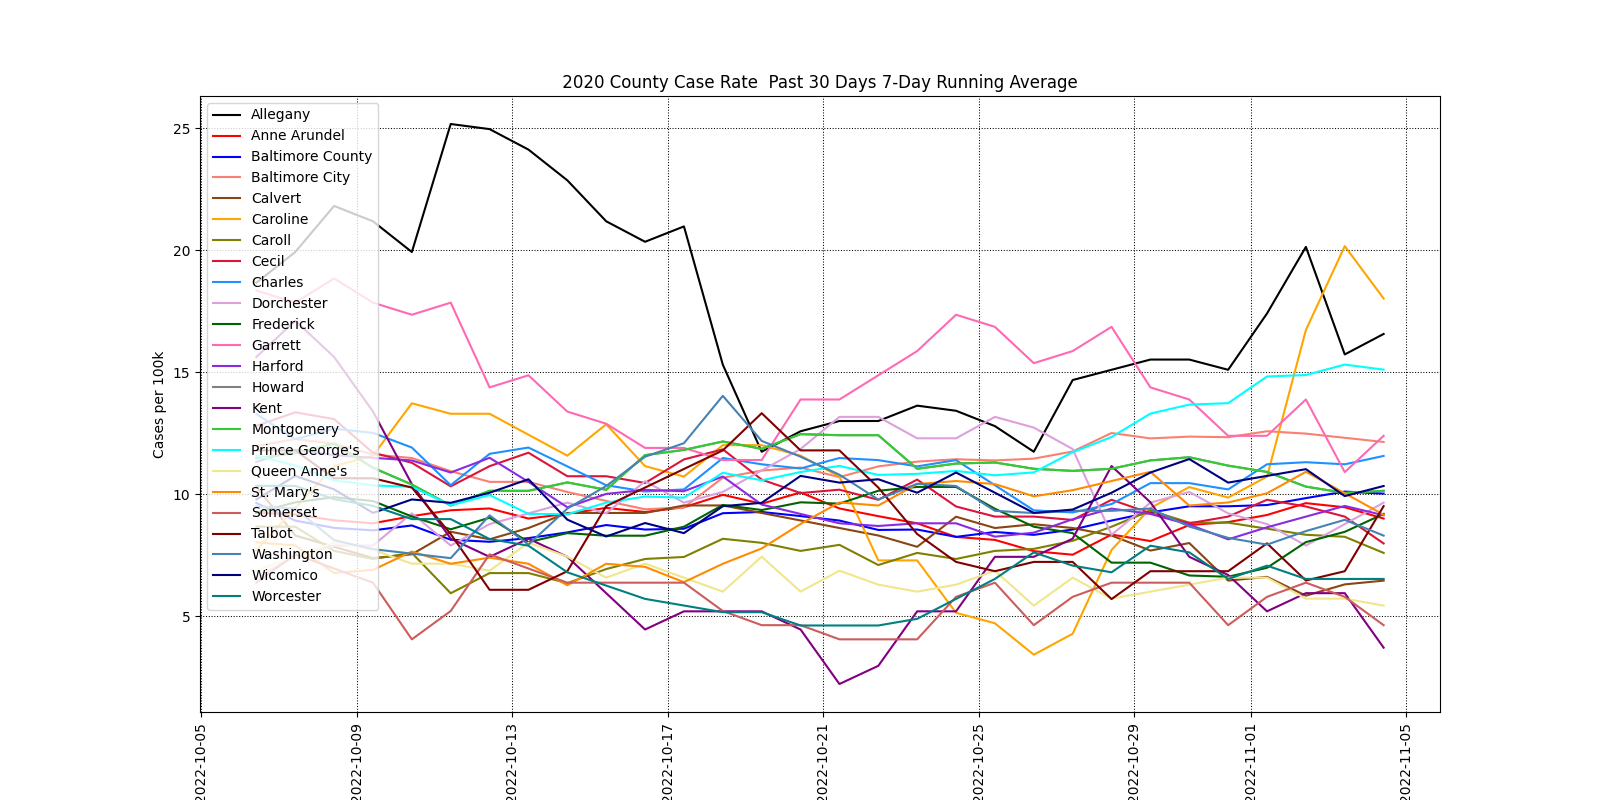 2020 County Case Rate  Past 30 Days 7-Day Running Average
Cases per 100k
25
20
15
10
5
Allegany
Anne Arundel
Baltimore County
Baltimore City
Calvert
Caroline
Caroll
Cecil
Charles
Dorchester
Frederick
Garrett
Harford
Howard
Kent
Montgomery
Prince George's
Queen Anne's
St. Mary's
Somerset
Talbot
Washington
Wicomico
Worcester
2022-10-05
2022-10-09
2022-10-13
2022-10-17
2022-10-21
2022-10-25
2022-10-29
2022-11-01
2022-11-05